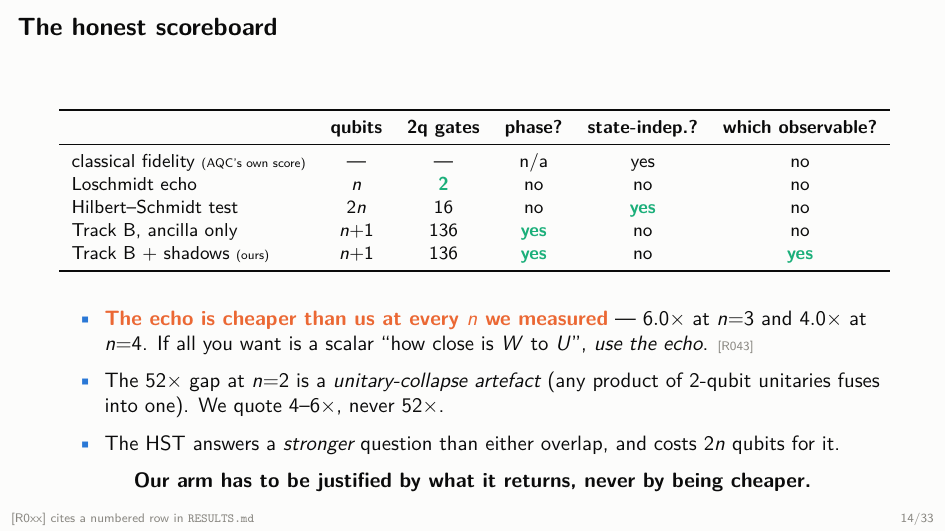 The honest scoreboard
qubits 2q gates phase? state-indep.? which observable?
classical fidelity (AQC's own score) — — n/a yes no
Loschmidt echo n 2 no no no
Hilbert–Schmidt test 2n 16 no yes no
Track B, ancilla only n+1 136 yes no no
Track B + shadows (ours) n+1 136 yes no yes
The echo is cheaper than us at every n we measured — 6.0× at n=3 and 4.0× at
n=4. If all you want is a scalar “how close is W to U”, use the echo. [R043]
The 52× gap at n=2 is a unitary-collapse artefact (any product of 2-qubit unitaries fuses
into one). We quote 4–6×, never 52×.
The HST answers a stronger question than either overlap, and costs 2n qubits for it.
Our arm has to be justified by what it returns, never by being cheaper.
[R0xx] cites a numbered row in RESULTS.md 14/33